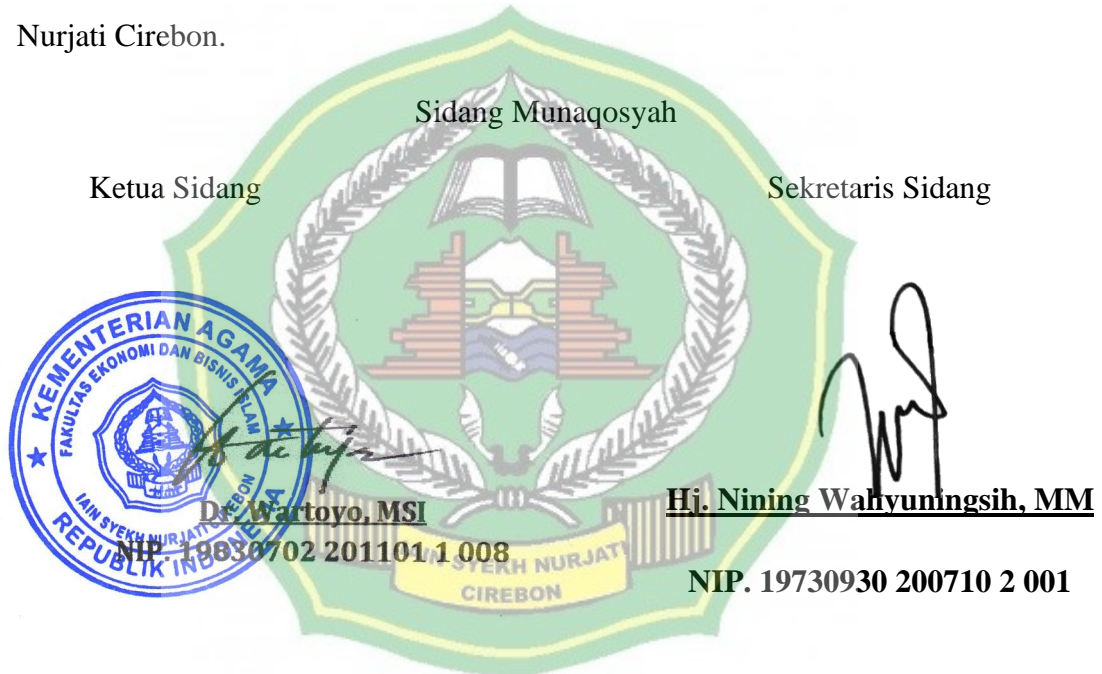 Nurjati Cirebon.
Sidang Munaqosyah
Ketua Sidang
Sekretaris Sidang
KEMENTERIAN AGAMA
FAKULTAS EKONOMI DAN BISNIS ISLAM
IAIN SYEKH NURJATI CIREBON
REPUBLIK INDONESIA
Dr. Wartoyo, MSI
NIP. 19830702 201101 1 008
Hj. Nining Wahyuningsih, MM
NIP. 19730930 200710 2 001
IAIN SYEKH NURJATI
CIREBON